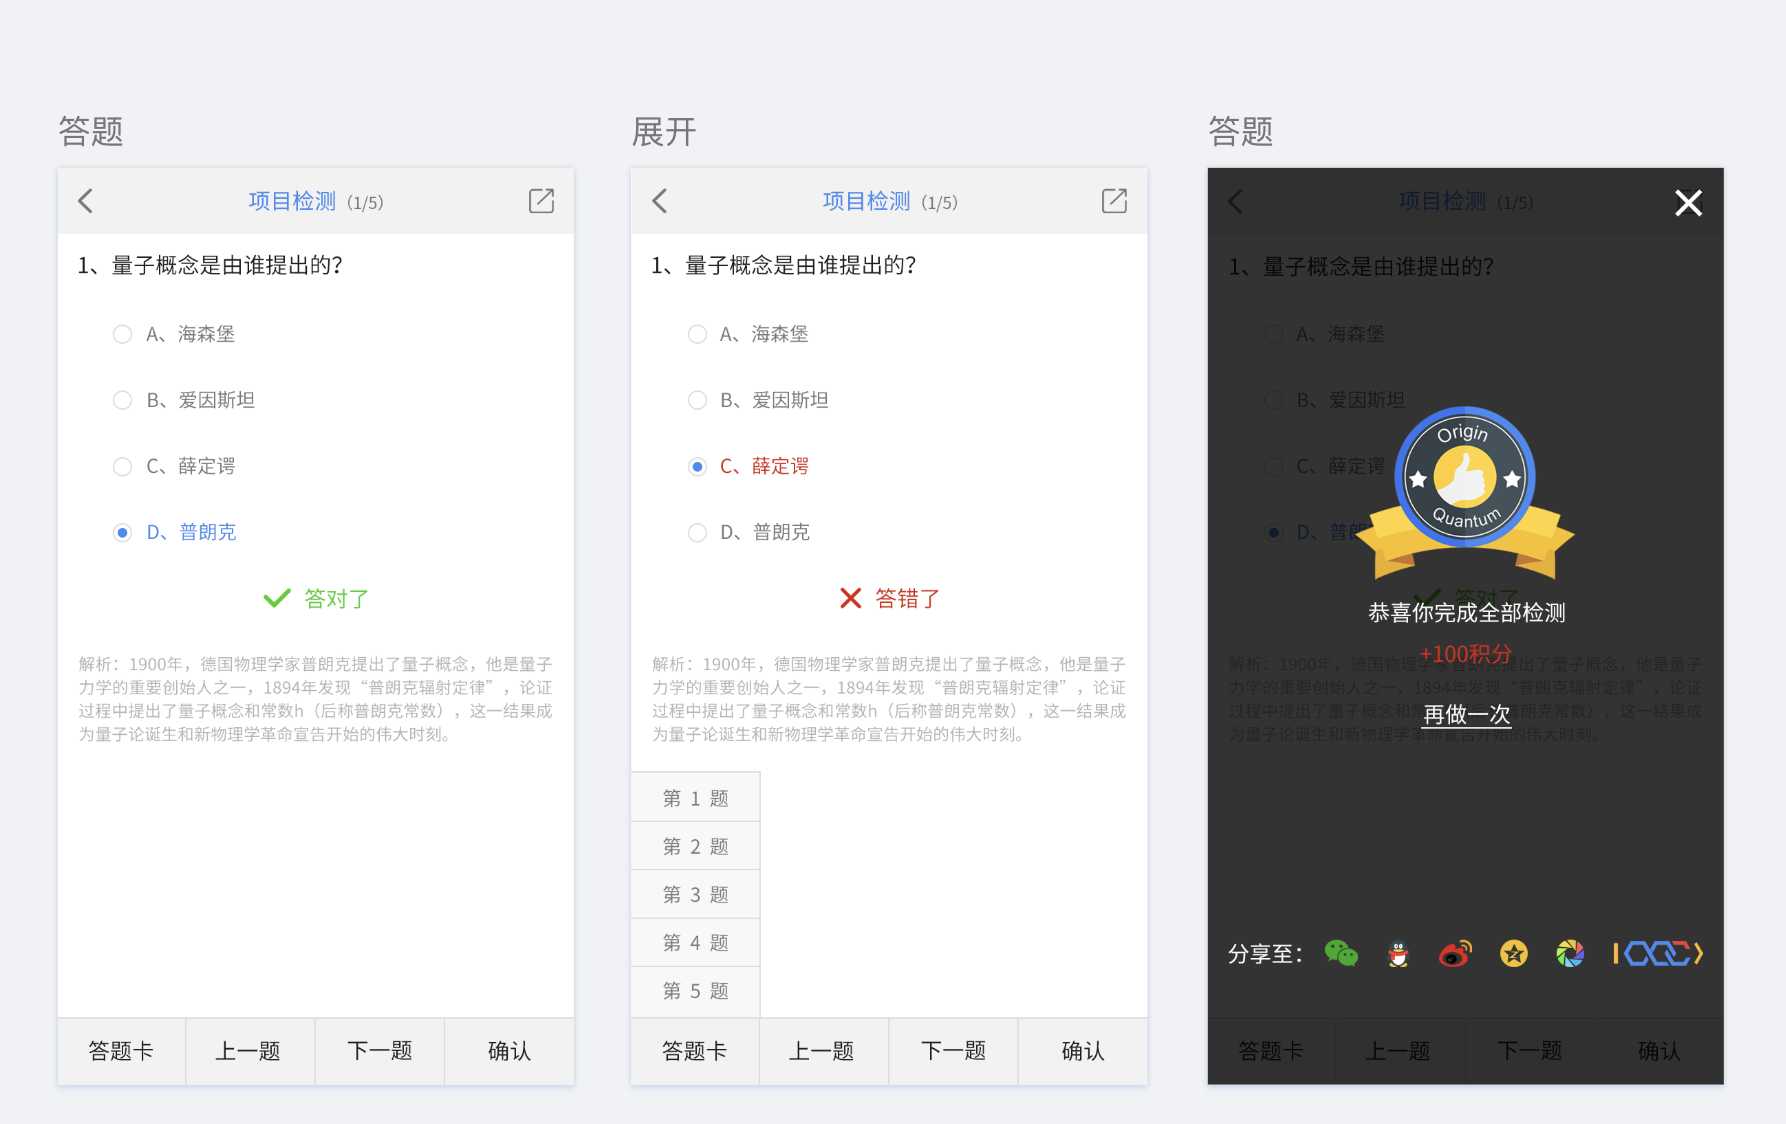 答题
项目检测（1/5）
1、量子概念是由谁提出的？
A、海森堡
B、爱因斯坦
C、薛定谔
D、普朗克
答对了
解析：1900年，德国物理学家普朗克提出了量子概念，他是量子
力学的重要创始人之一，1894年发现“普朗克辐射定律”，论证
过程中提出了量子概念和常数h（后称普朗克常数），这一结果成
为量子论诞生和新物理学革命宣告开始的伟大时刻。
答题卡
上一题
下一题
确认
展开
项目检测（1/5）
1、量子概念是由谁提出的？
A、海森堡
B、爱因斯坦
C、薛定谔
D、普朗克
答错了
解析：1900年，德国物理学家普朗克提出了量子概念，他是量子
力学的重要创始人之一，1894年发现“普朗克辐射定律”，论证
过程中提出了量子概念和常数h（后称普朗克常数），这一结果成
为量子论诞生和新物理学革命宣告开始的伟大时刻。
第 1 题
第 2 题
第 3 题
第 4 题
第 5 题
答题卡
上一题
下一题
确认
答题
项目检测（1/5）
1、量子概念是由谁提出的？
A、海森堡
B、爱因斯坦
C、薛定谔
D、普朗
Origin
Quantum
答对了
恭喜你完成全部检测
+100积分
解析：1900年，德国物理学家普朗克提出了量子概念，他是量子
力学的重要创始人之一，1894年发现“普朗克辐射定律”，论证
过程中提出了量子概念和常数h（后称普朗克常数），这一结果成
再做一次
为量子论诞生和新物理学革命宣告开始的伟大时刻。
分享至：
答题卡
上一题
下一题
确认